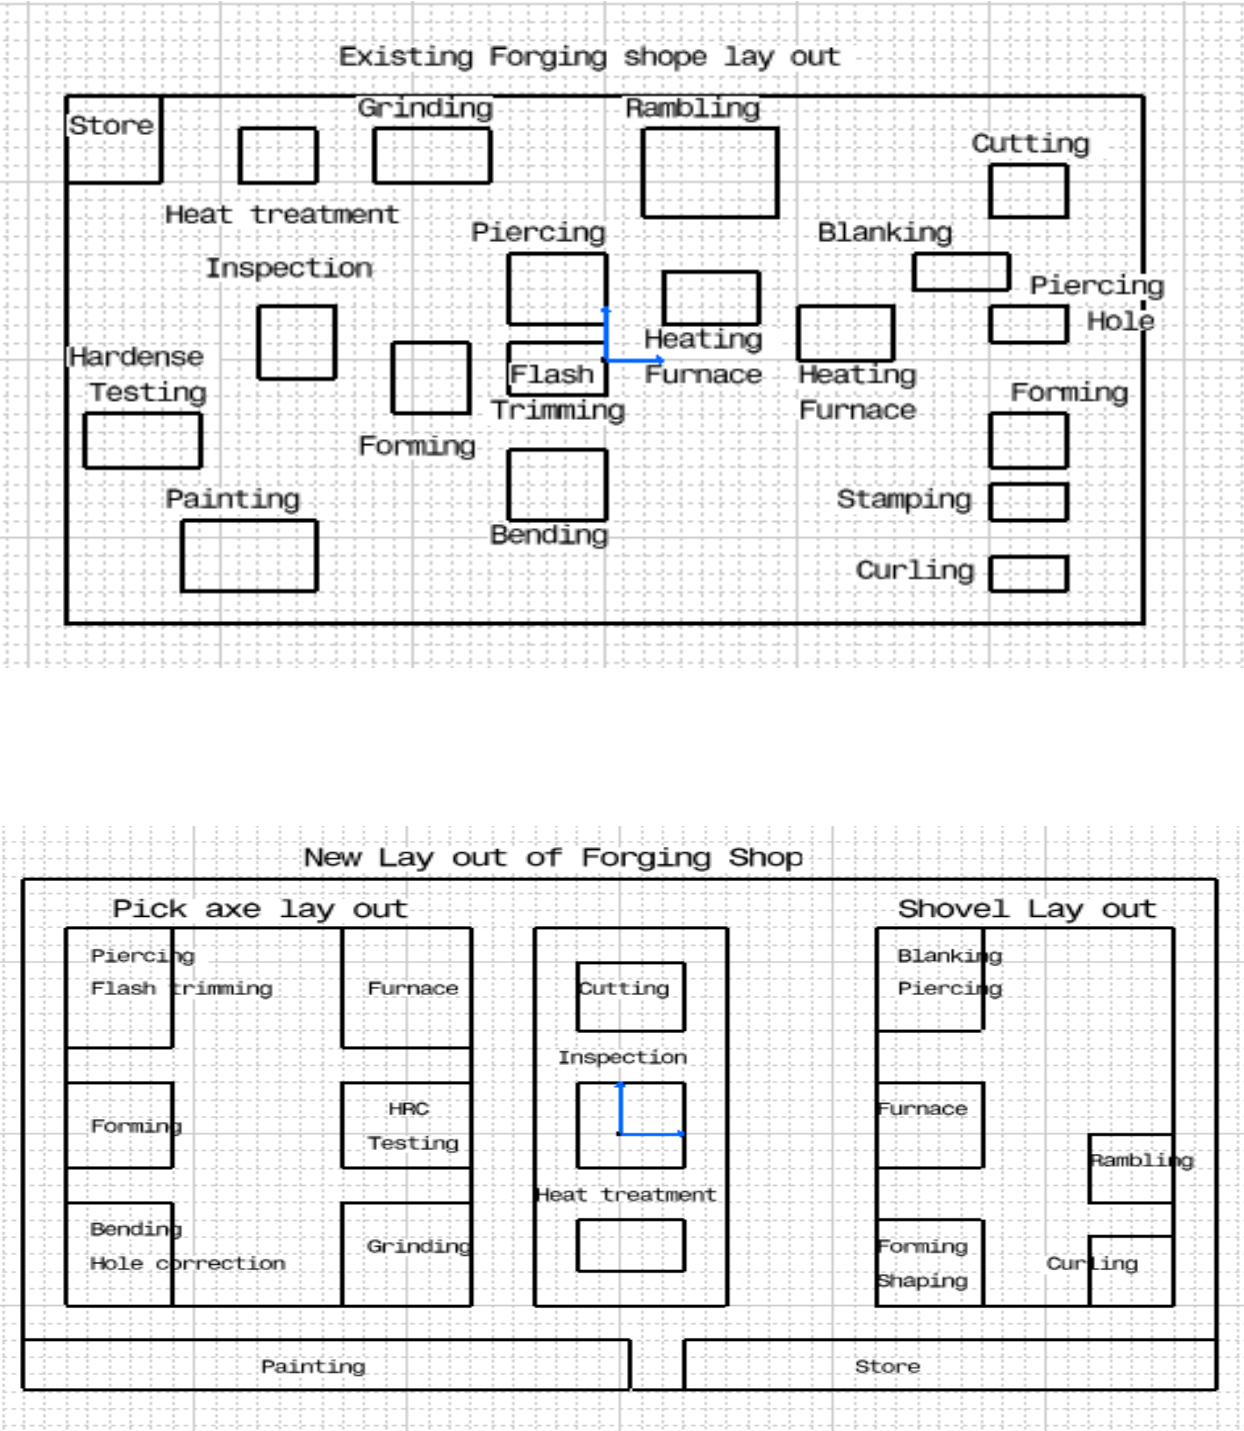 Existing Forging shope lay out
Store
Grinding
Rambling
Cutting
Heat treatment
Piercing
Blanking
Inspection
Piercing
Hole
Hardense
Testing
Heating
Furnace
Heating
Furnace
Flash
Trimming
Forming
Forming
Painting
Stamping
Bending
Curling
New Lay out of Forging Shop
Pick axe lay out
Shovel Lay out
Piercing
Flash trimming
Furnace
Cutting
Blanking
Piercing
Inspection
Forming
HRC
Testing
Furnace
Rambling
Heat treatment
Bending
Hole correction
Grinding
Forming
Shaping
Curling
Painting
Store